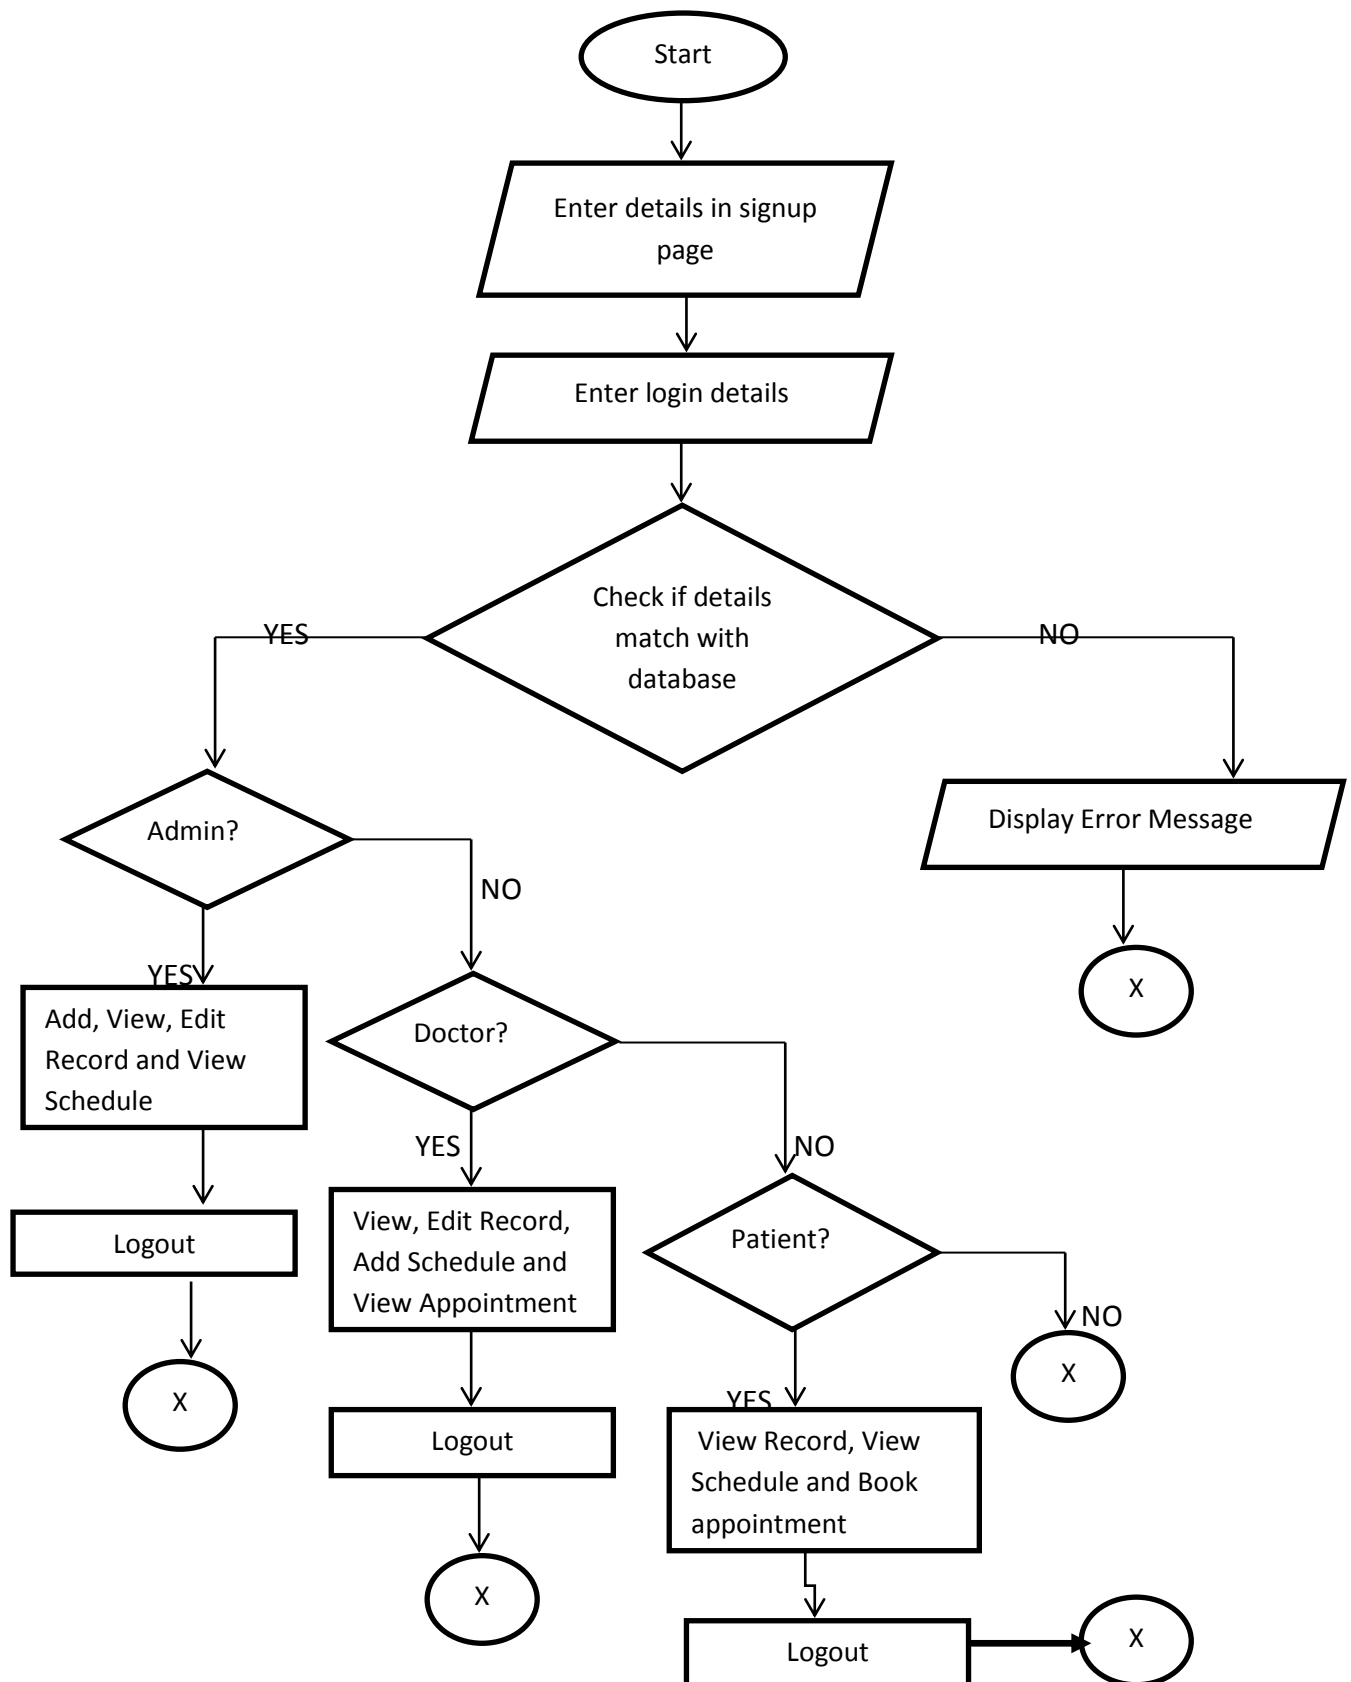 Start
Enter details in signup
page
Enter login details
Check if details
match with
database
YES
NO
Admin?
Display Error Message
NO
X
YES
Add, View, Edit
Record and View
Schedule
Doctor?
YES
NO
Logout
View, Edit Record,
Add Schedule and
View Appointment
Patient?
NO
X
X
YES
Logout
View Record, View
Schedule and Book
appointment
X
Logout
X